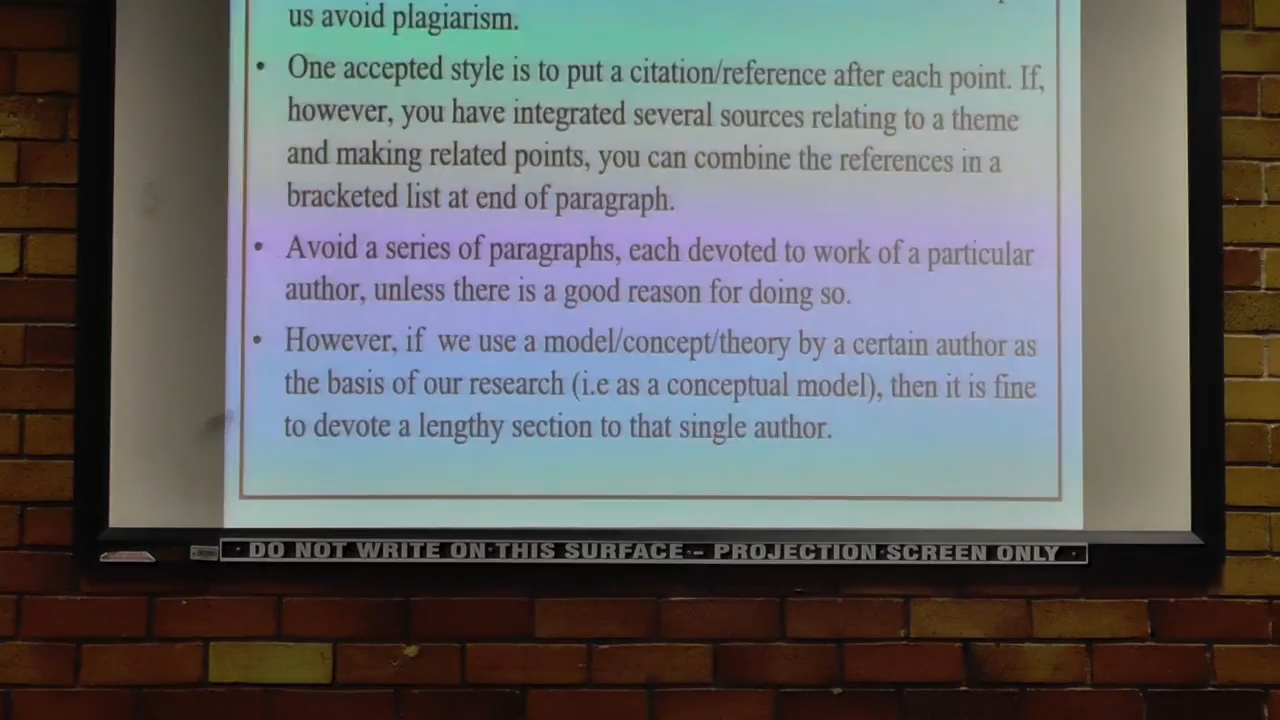 us avoid plagiarism.
• One accepted style is to put a citation/reference after each point. If,
however, you have integrated several sources relating to a theme
and making related points, you can combine the references in a
bracketed list at end of paragraph.
• Avoid a series of paragraphs, each devoted to work of a particular
author, unless there is a good reason for doing so.
• However, if we use a model/concept/theory by a certain author as
the basis of our research (i.e as a conceptual model), then it is fine
to devote a lengthy section to that single author.
· DO NOT WRITE ON THIS SURFACE - PROJECTION SCREEN ONLY ·